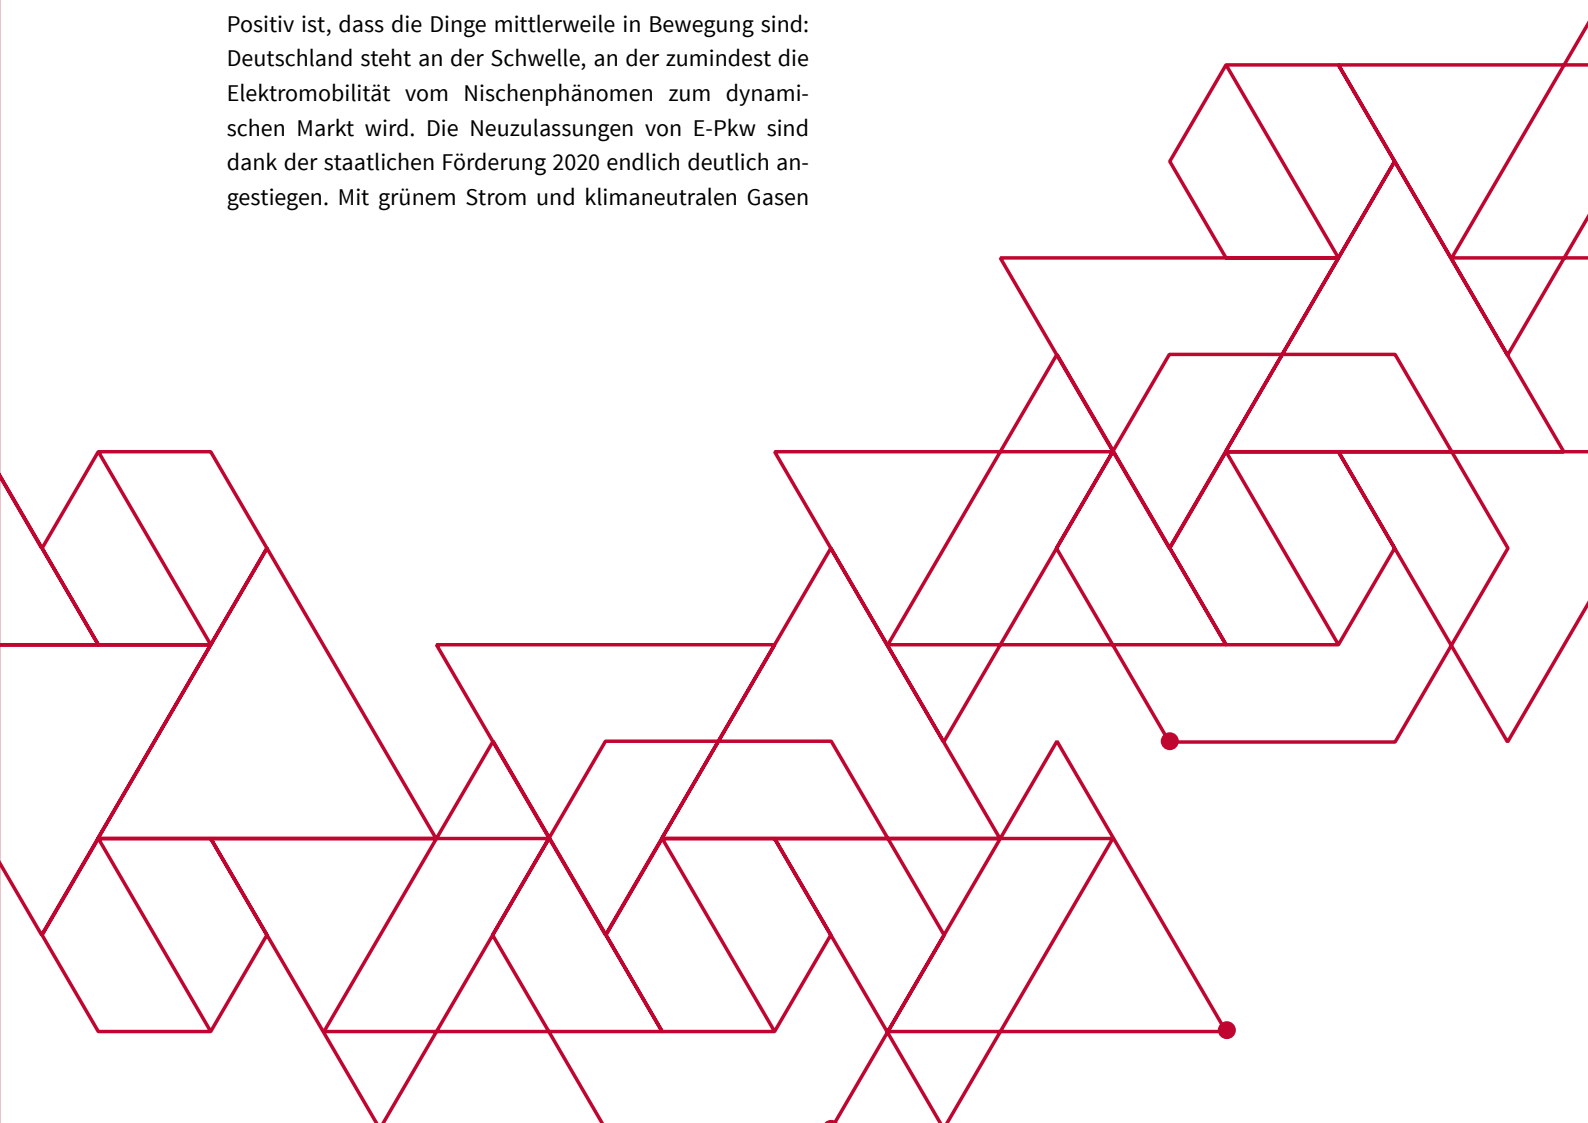 Positiv ist, dass die Dinge mittlerweile in Bewegung sind:
Deutschland steht an der Schwelle, an der zumindest die
Elektromobilität vom Nischenphänomen zum dynami-
schen Markt wird. Die Neuzulassungen von E-Pkw sind
dank der staatlichen Förderung 2020 endlich deutlich an-
gestiegen. Mit grünem Strom und klimaneutralen Gasen